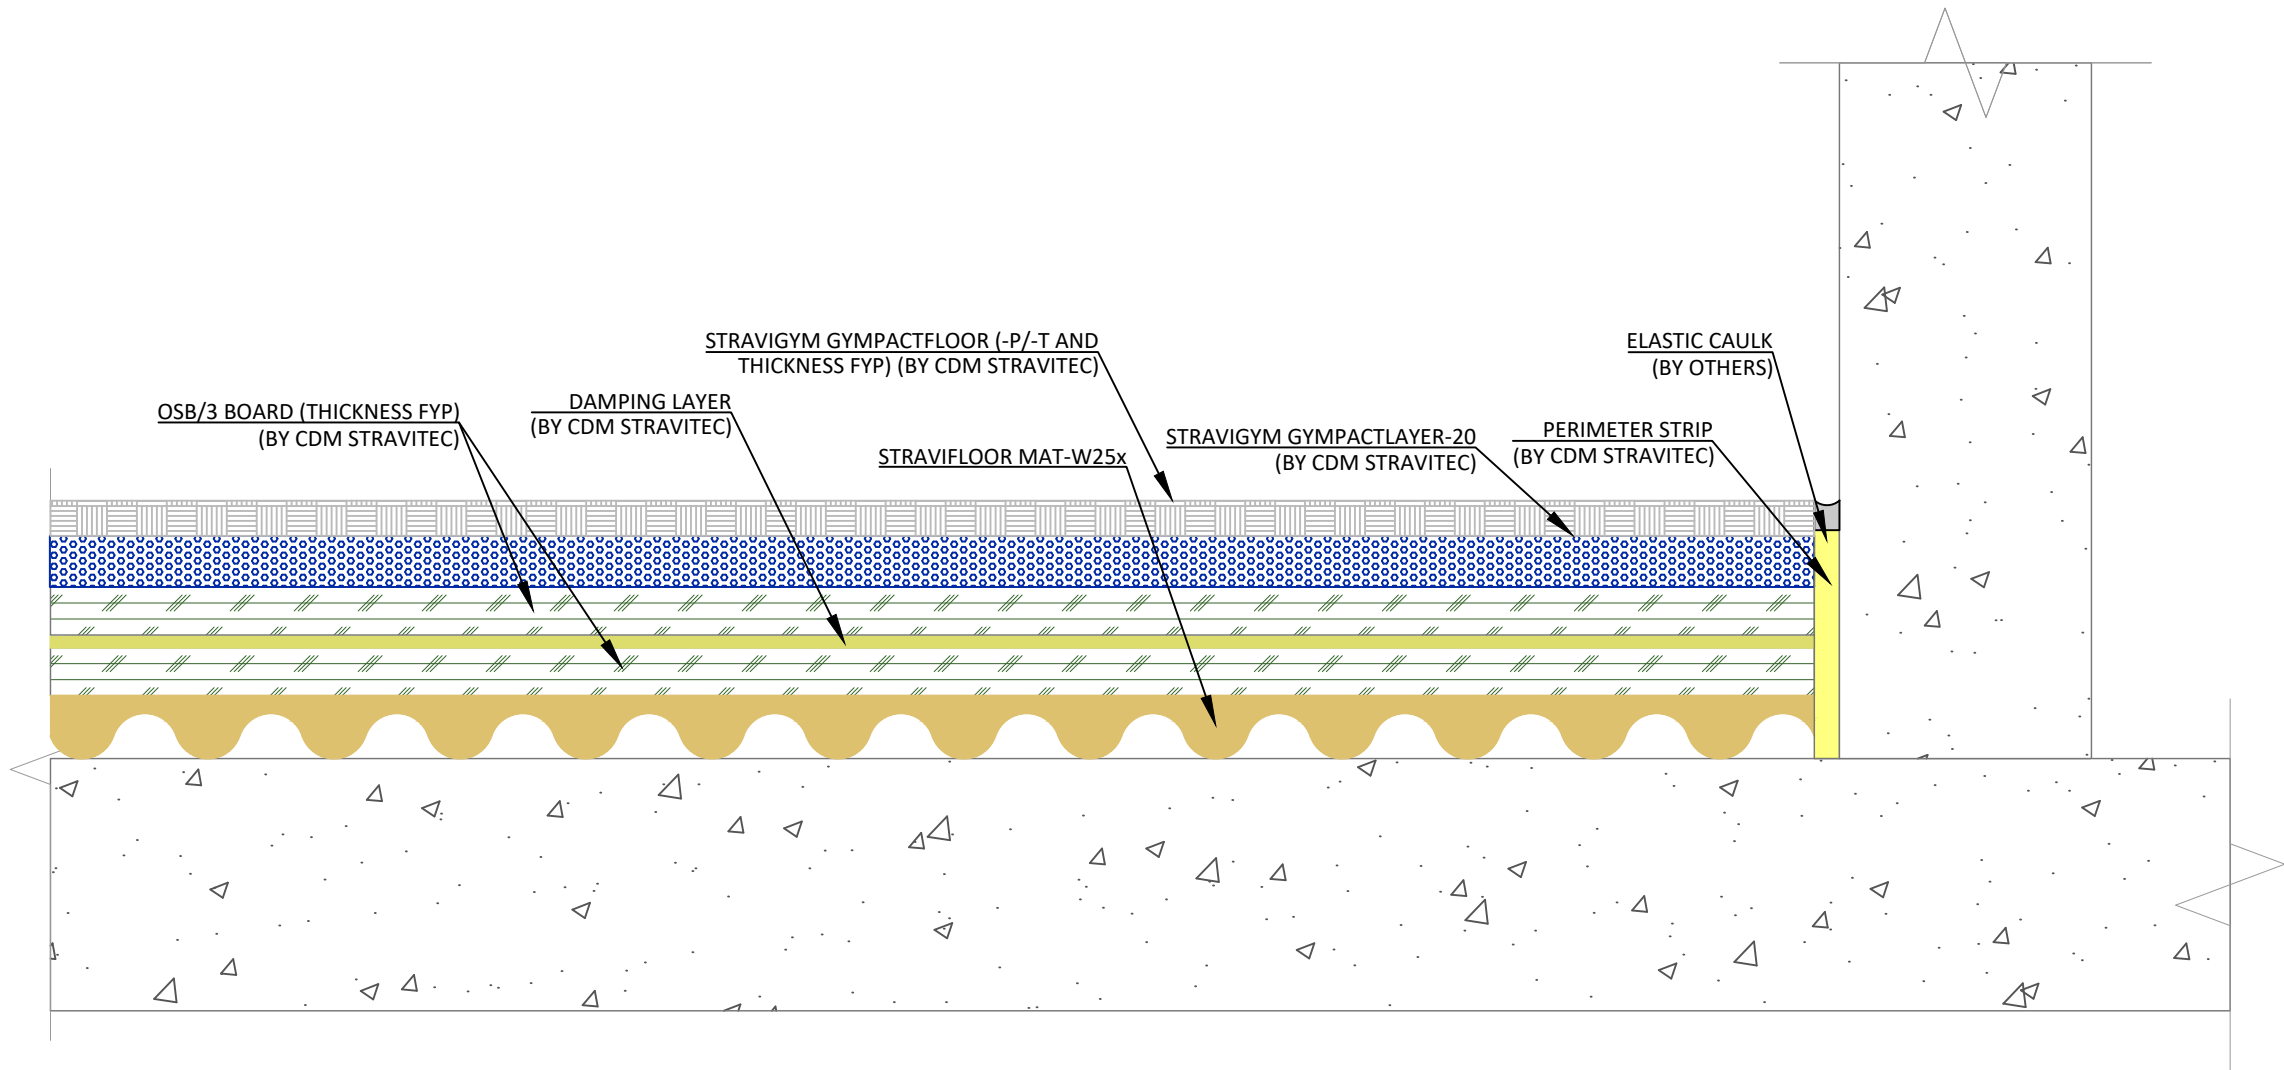 STRAVIGYM GYMPACTFLOOR (-P/-T AND
THICKNESS FYP) (BY CDM STRAVITEC)
ELASTIC CAULK
(BY OTHERS)
OSB/3 BOARD (THICKNESS FYP)
(BY CDM STRAVITEC)
DAMPING LAYER
(BY CDM STRAVITEC)
STRAVIFLOOR MAT-W25x
STRAVIGYM GYMPACTLAYER-20
(BY CDM STRAVITEC)
PERIMETER STRIP
(BY CDM STRAVITEC)